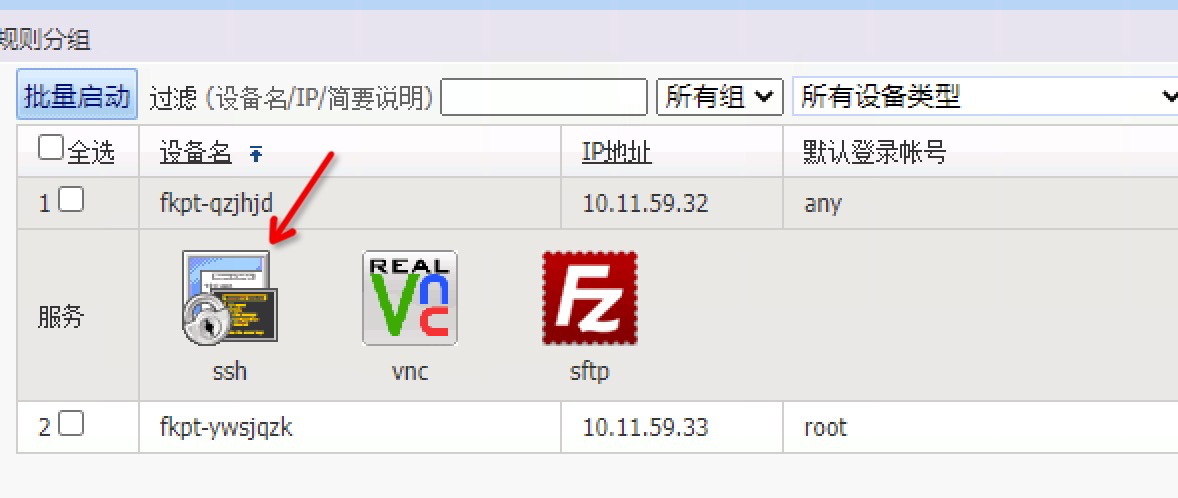 规则分组
批量启动 过滤 (设备名/IP/简要说明) 所有组 所有设备类型
全选 设备名 IP地址 默认登录帐号
1 fkpt-qzjhjd 10.11.59.32 any
REAL
Vnc
Fz
服务
ssh vnc sftp
2 fkpt-ywsjqzk 10.11.59.33 root